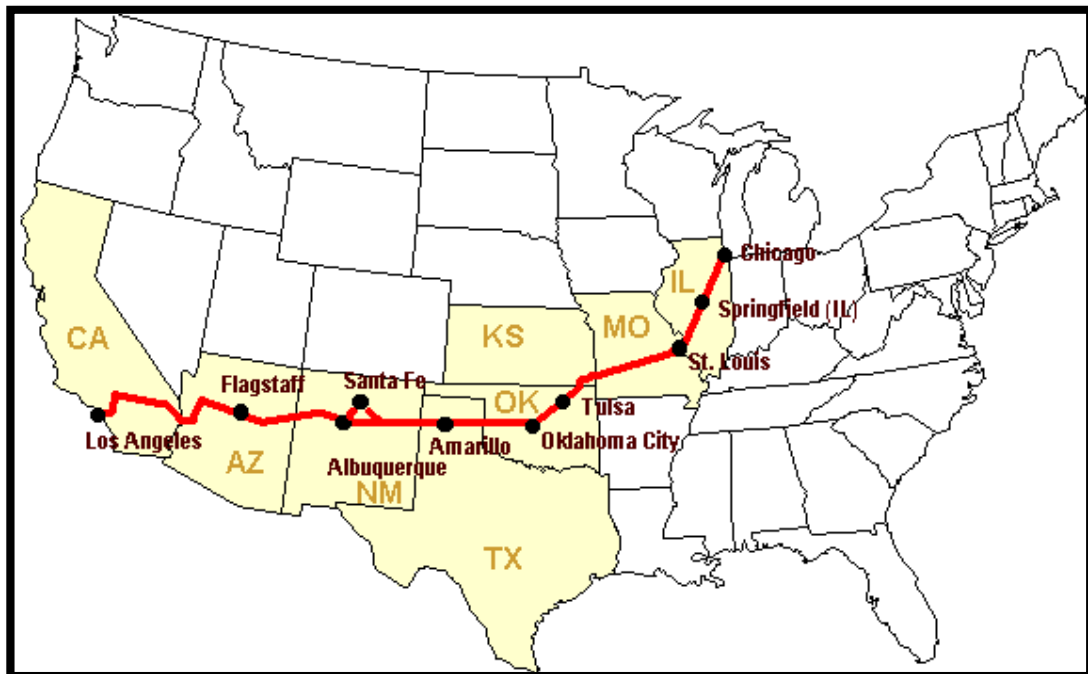 Chicago
IL
Springfield (IL)
MO
KS
CA
St. Louis
Flagstaff
Santa Fe
OK
Tulsa
Los Angeles
Amarillo
Oklahoma City
AZ
Albuquerque
NM
TX